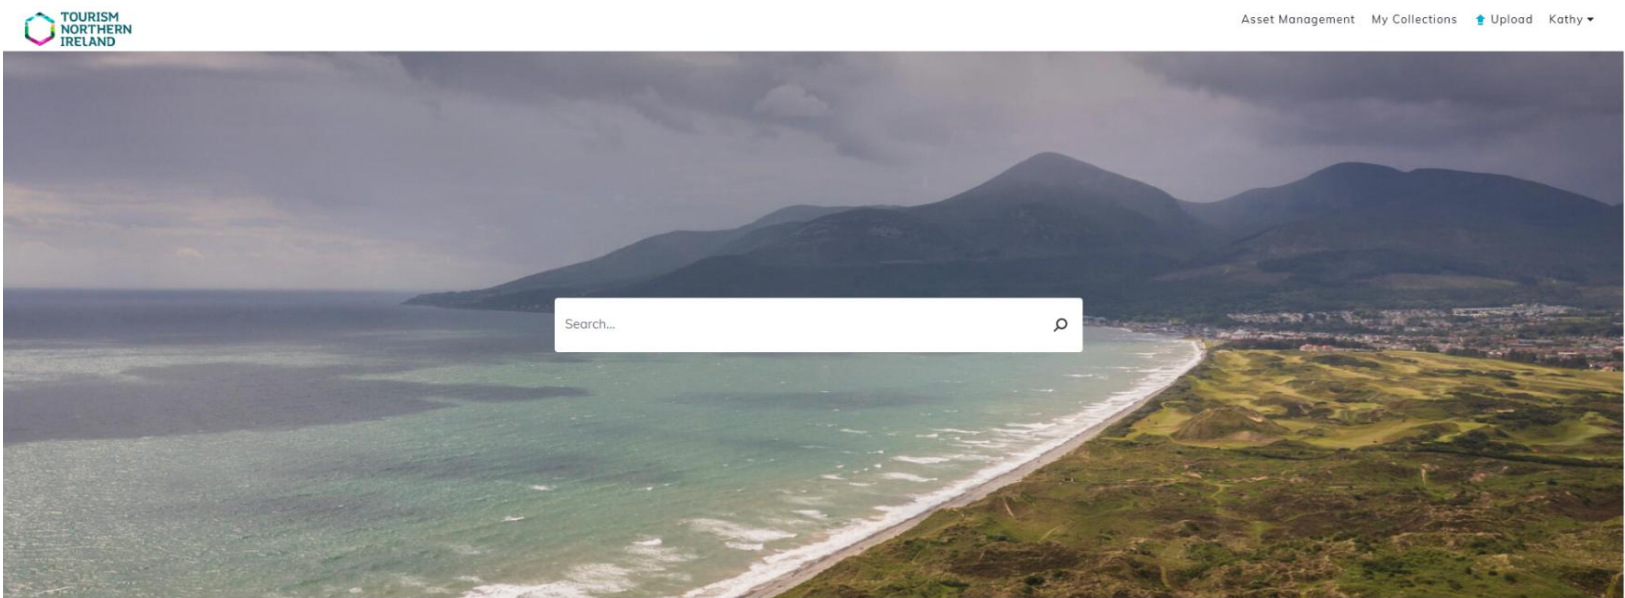 TOURISM
NORTHERN
IRELAND
Asset Management My Collections Upload Kathy
Search...